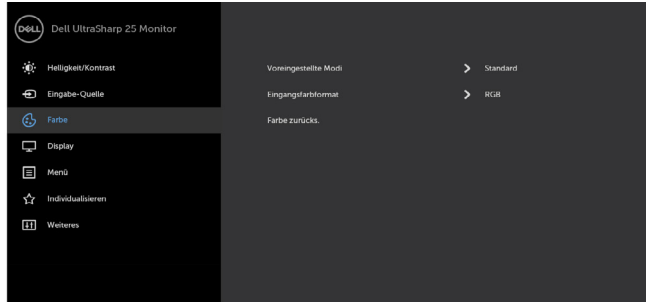 DELL Dell UltraSharp 25 Monitor
Helligkeit/Kontrast
Voreingestellte Modi > Standard
Eingabe-Quelle
Eingangsfarbformat > RGB
Farbe
Farbe zurücks.
Display
Menü
Individualisieren
Weiteres